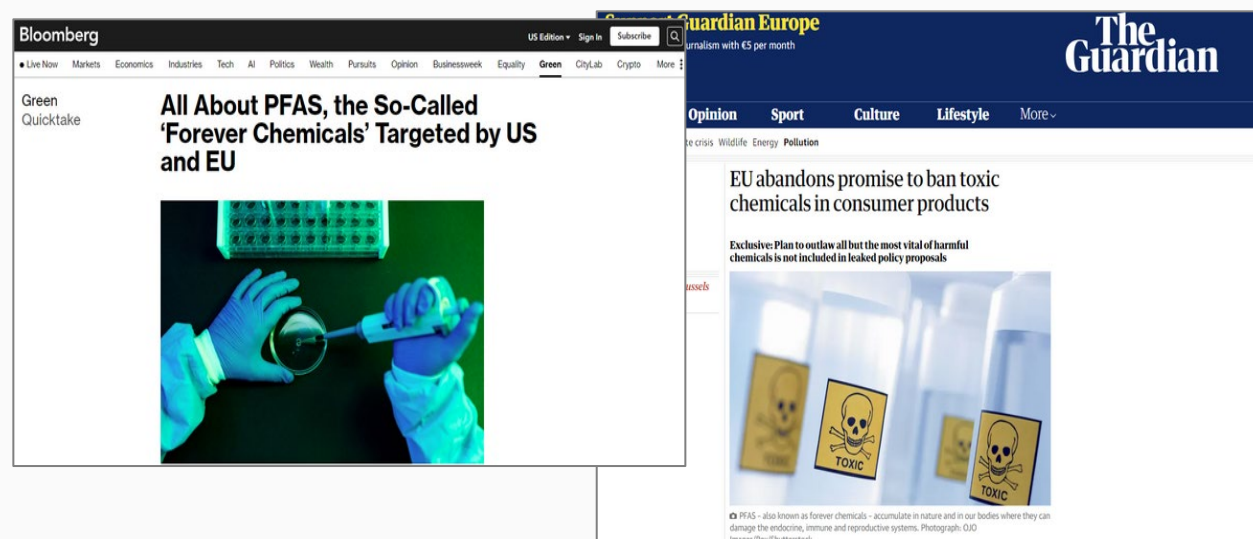 Bloomberg
US Edition Sign In Subscribe
Live Now Markets Economics Industries Tech AI Politics Wealth Pursuits Opinion Businessweek Equality Green CityLab Crypto More
Green
Quicktake
All About PFAS, the So-Called
‘Forever Chemicals’ Targeted by US
and EU
Guardian Europe
urnalism with €5 per month
The
Guardian
Opinion Sport Culture Lifestyle More
te crisis Wildlife Energy Pollution
EU abandons promise to ban toxic
chemicals in consumer products
Exclusive: Plan to outlaw all but the most vital of harmful
chemicals is not included in leaked policy proposals
ussels
TOXIC
TOXIC
TOXIC
PFAS – also known as forever chemicals – accumulate in nature and in our bodies where they can
damage the endocrine, immune and reproductive systems. Photograph: OJO